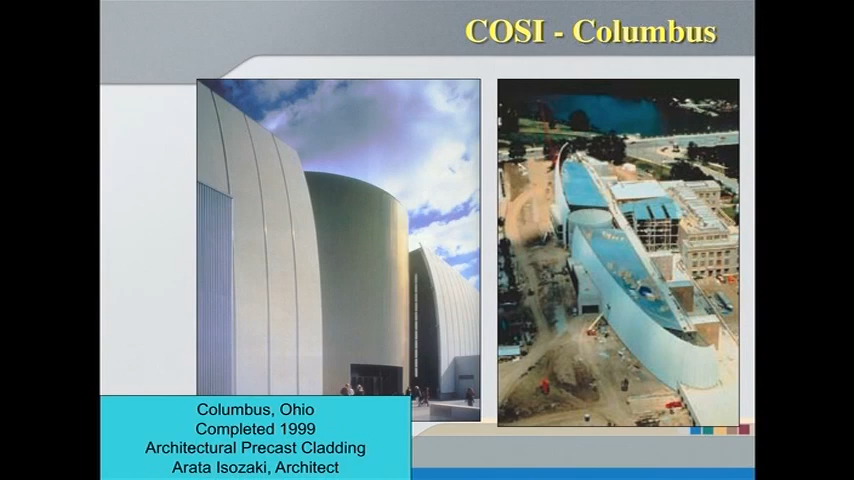 COSI - Columbus
Columbus, Ohio
Completed 1999
Architectural Precast Cladding
Arata Isozaki, Architect